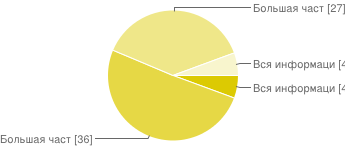 Большая част [27]
Вся информаци [4
Вся информаци [4
Большая част [36]